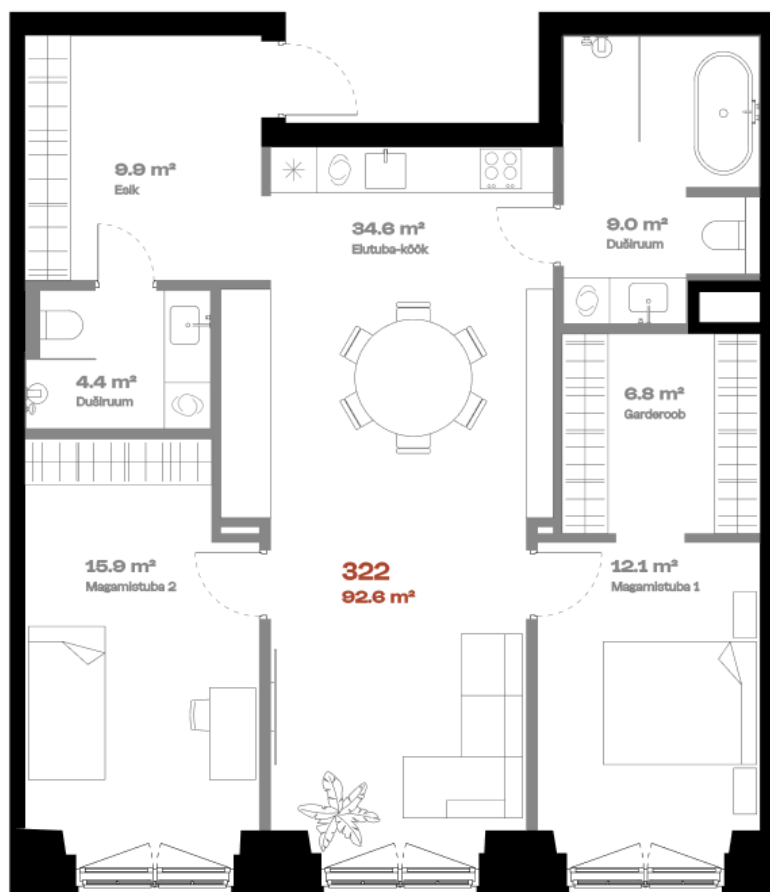 9.9 m²
Esik
34.6 m²
Elutuba-köök
9.0 m²
Duširuum
4.4 m²
Duširuum
6.8 m²
Garderoob
15.9 m²
Magamistuba 2
322
92.6 m²
12.1 m²
Magamistuba 1